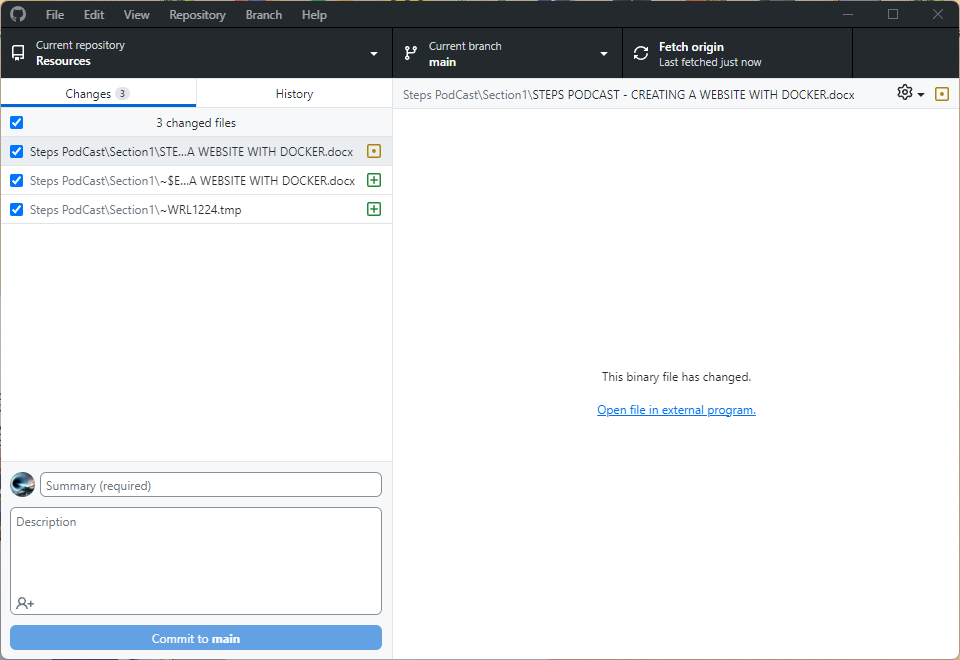 File Edit View Repository Branch Help
Current repository
Resources
Current branch
main
Fetch origin
Last fetched just now
Changes 3
History
Steps PodCast\Section1\STEPS PODCAST - CREATING A WEBSITE WITH DOCKER.docx
3 changed files
Steps PodCast\Section1\STE...A WEBSITE WITH DOCKER.docx
Steps PodCast\Section1\~$E...A WEBSITE WITH DOCKER.docx
Steps PodCast\Section1\~WRL1224.tmp
This binary file has changed.
Open file in external program.
Summary (required)
Description
Commit to main